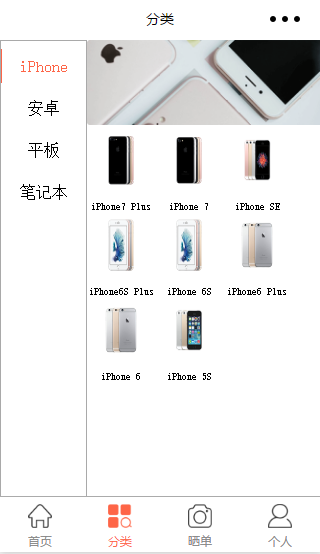 分类
iPhone
安卓
平板
笔记本
iPhone7 Plus
iPhone 7
iPhone SE
iPhone6S Plus
iPhone 6S
iPhone6 Plus
iPhone 6
iPhone 5S
首页
分类
晒单
个人